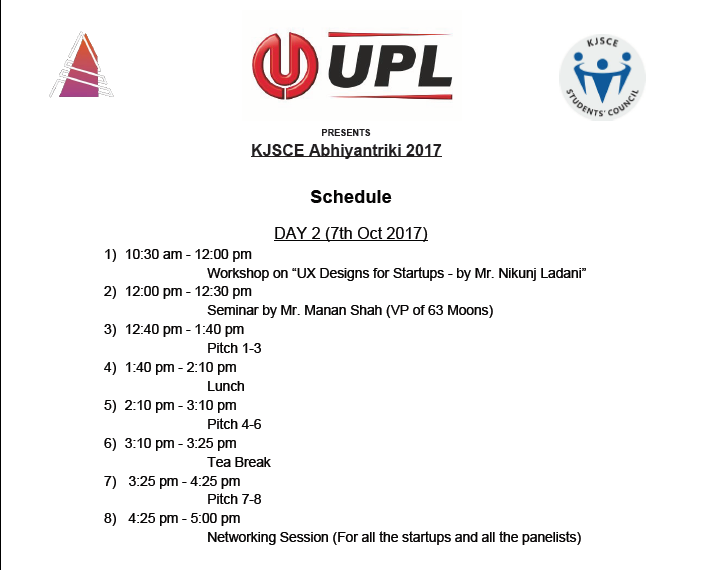 UPL
KJSCE
STUDENTS' COUNCIL
PRESENTS
KJSCE Abhiyantriki 2017
Schedule
DAY 2 (7th Oct 2017)
1) 10:30 am - 12:00 pm
Workshop on “UX Designs for Startups - by Mr. Nikunj Ladani”
2) 12:00 pm - 12:30 pm
Seminar by Mr. Manan Shah (VP of 63 Moons)
3) 12:40 pm - 1:40 pm
Pitch 1-3
4) 1:40 pm - 2:10 pm
Lunch
5) 2:10 pm - 3:10 pm
Pitch 4-6
6) 3:10 pm - 3:25 pm
Tea Break
7) 3:25 pm - 4:25 pm
Pitch 7-8
8) 4:25 pm - 5:00 pm
Networking Session (For all the startups and all the panelists)